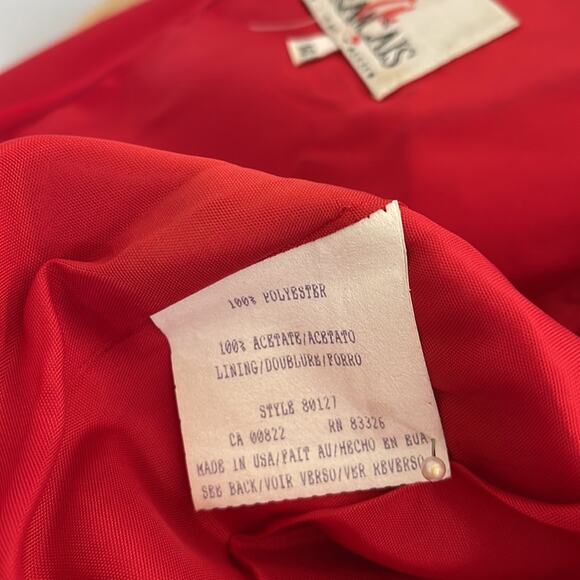 FRANÇAIS
100% POLYESTER
100% ACETATE/ACETATO
LINING/DOUBLURE/FORRO
STYLE 80127
CA 00822 RN 83326
MADE IN USA/FAIT AU/HECHO EN EUA
SEE BACK/VOIR VERSO/VER REVERSO